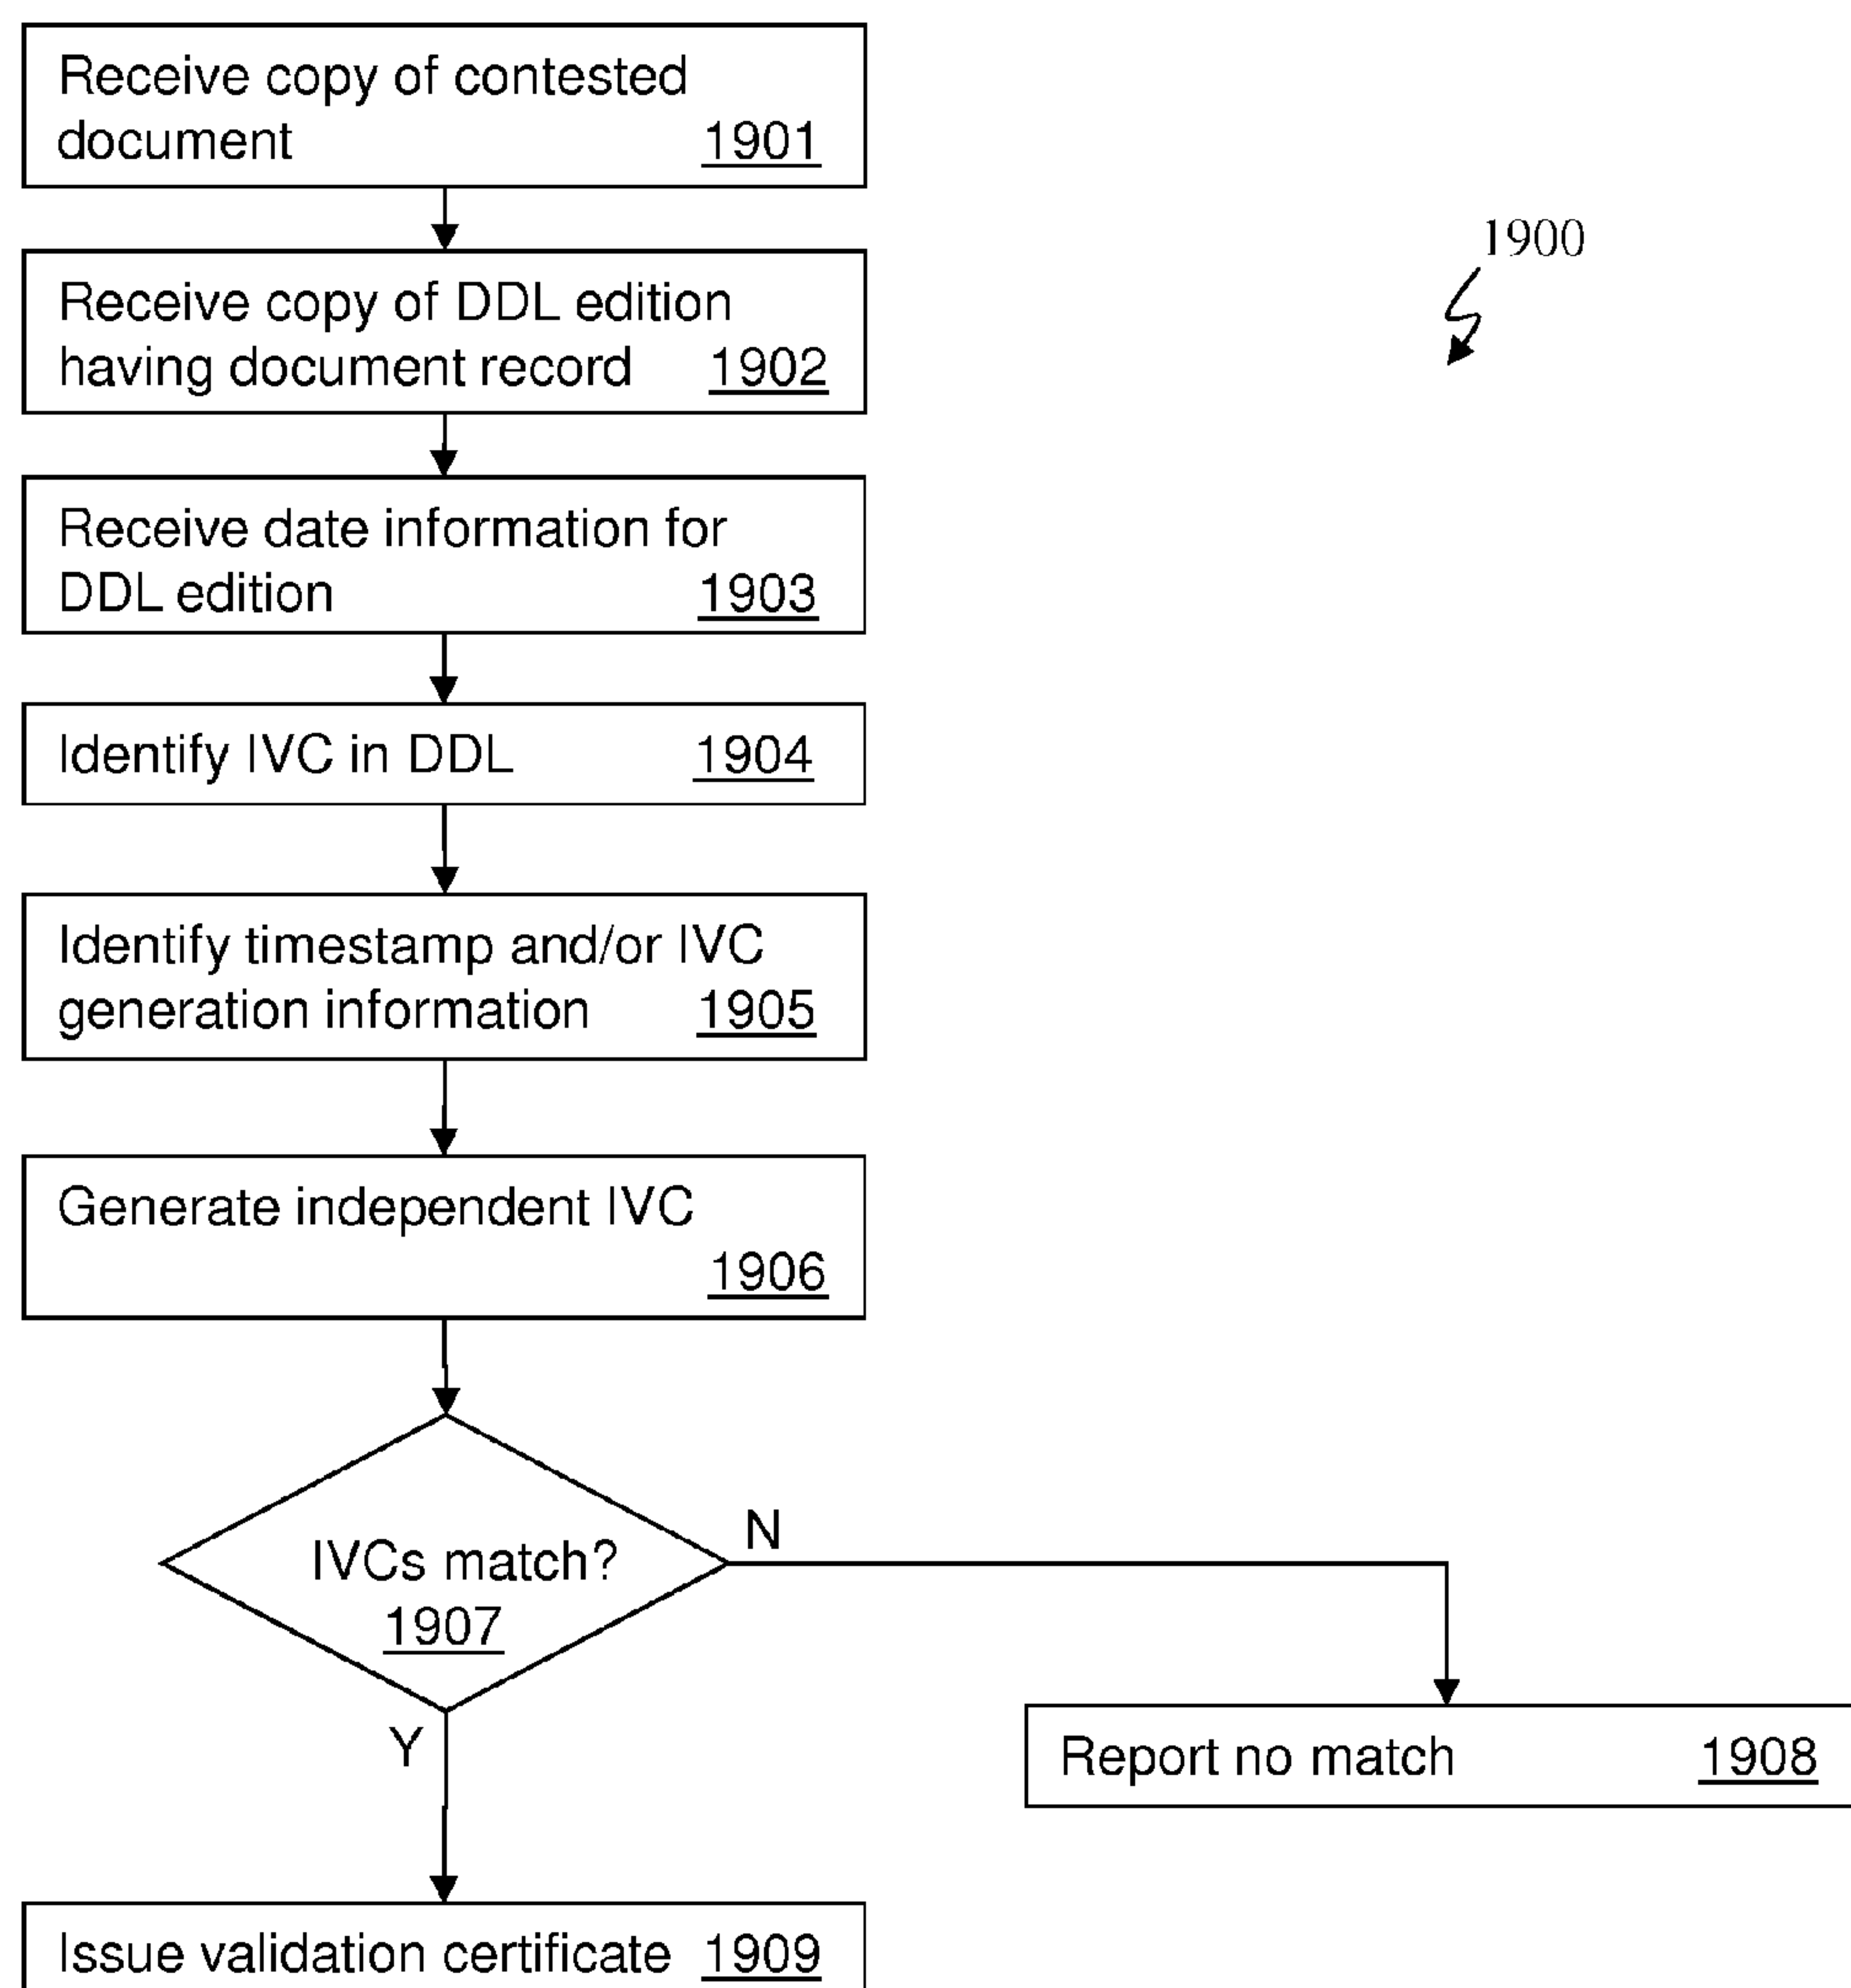 Receive copy of contested
document 1901
1900
Receive copy of DDL edition
having document record 1902
Receive date information for
DDL edition 1903
Identify IVC in DDL 1904
Identify timestamp and/or IVC
generation information 1905
Generate independent IVC
1906
N
IVCs match?
1907
Y
Report no match 1908
Issue validation certificate 1909